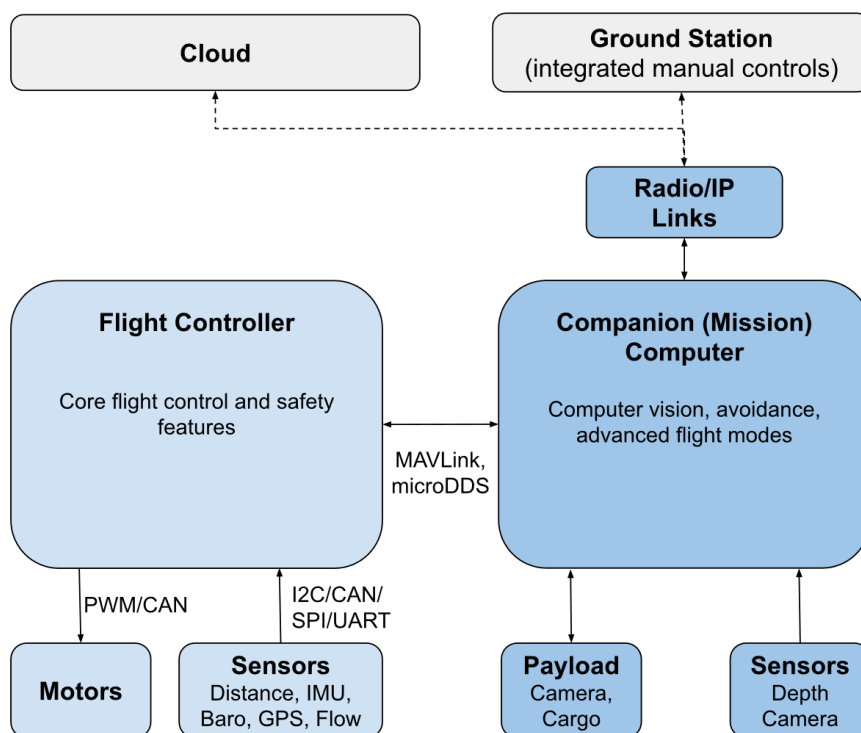 Cloud
Ground Station
(integrated manual controls)
Radio/IP
Links
Flight Controller
Core flight control and safety
features
Companion (Mission)
Computer
Computer vision, avoidance,
advanced flight modes
MAVLink,
microDDS
PWM/CAN
I2C/CAN/
SPI/UART
Motors
Sensors
Distance, IMU,
Baro, GPS, Flow
Payload
Camera,
Cargo
Sensors
Depth
Camera